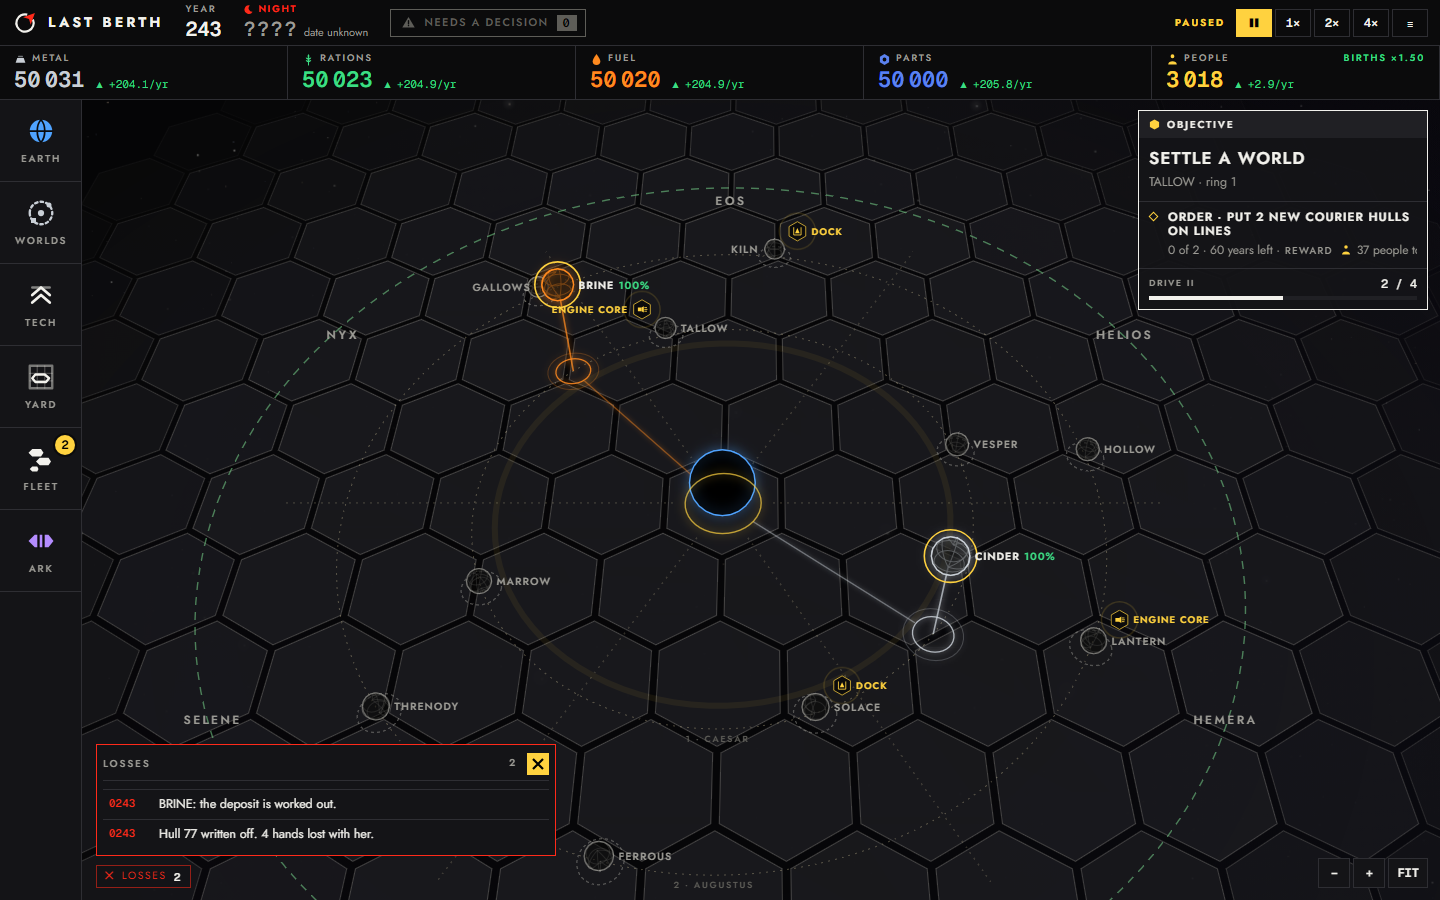 LAST BERTH
YEAR
243
NIGHT
???? date unknown
NEEDS A DECISION 0
PAUSED
1×
2×
4×
METAL
50 031 ▲ +204.1/yr
RATIONS
50 023 ▲ +204.9/yr
FUEL
50 020 ▲ +204.9/yr
PARTS
50 000 ▲ +205.8/yr
PEOPLE
BIRTHS ×1.50
3 018 ▲ +2.9/yr
EARTH
WORLDS
TECH
YARD
2
FLEET
ARK
OBJECTIVE
SETTLE A WORLD
TALLOW · ring 1
ORDER · PUT 2 NEW COURIER HULLS
ON LINES
0 of 2 · 60 years left · REWARD 37 people
DRIVE II
2 / 4
EOS
DOCK
KILN
GALLOWS
BRINE 100%
ENGINE CORE
TALLOW
NYX
HELIOS
VESPER
HOLLOW
CINDER 100%
MARROW
ENGINE CORE
LANTERN
DOCK
SOLACE
THRENODY
SELENE
HEMERA
1 · CAESAR
FERROUS
2 · AUGUSTUS
LOSSES 2
0243 BRINE: the deposit is worked out.
0243 Hull 77 written off. 4 hands lost with her.
LOSSES 2
−
+
FIT